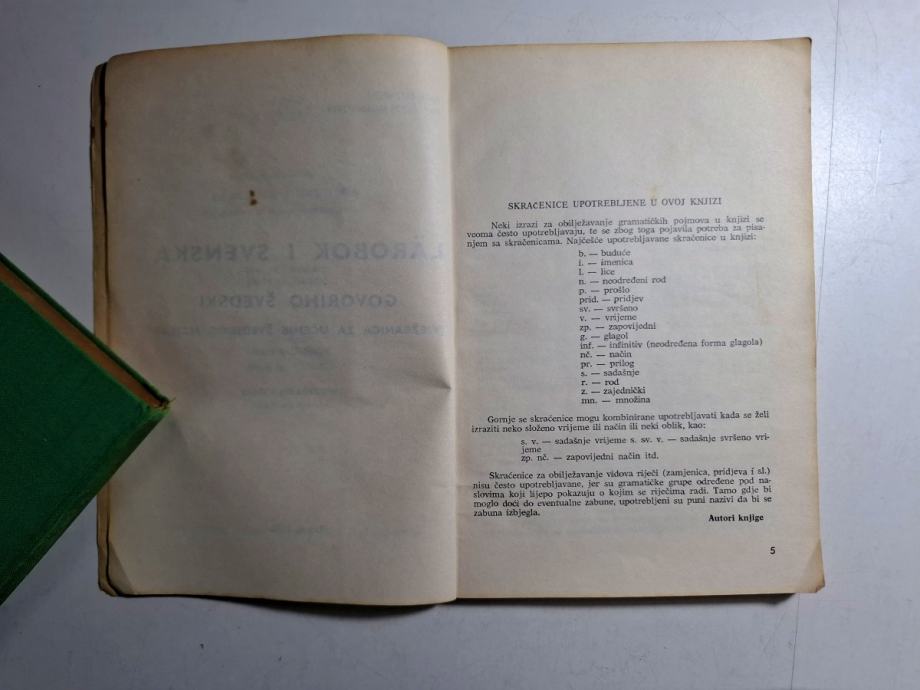 LÄROBOK I SVENSKA
GOVORIMO ŠVEDSKI
SKRAĆENICE UPOTREBLJENE U OVOJ KNJIZI
Neki izrazi za obilježavanje gramatičkih pojmova u knjizi se
veoma često upotrebljavaju, te se zbog toga pojavila potreba za pisa-
njem sa skraćenicama. Najčešće upotrebljavane skraćenice u knjizi:
b. — buduće
i. — imenica
l. — lice
n. — neodređeni rod
p. — prošlo
prid. — pridjev
sv. — svršeno
v. — vrijeme
zp. — zapovijedni
g. — glagol
inf. — infinitiv (neodređena forma glagola)
nč. — način
pr. — prilog
s. — sadašnje
r. — rod
z. — zajednički
mn. — množina
Gornje se skraćenice mogu kombinirane upotrebljavati kada se želi
izraziti neko složeno vrijeme ili način ili neki oblik, kao:
s. v. — sadašnje vrijeme s. sv. v. — sadašnje svršeno vri-
jeme
zp. nč. — zapovijedni način itd.
Skraćenice za obilježavanje vidova riječi (zamjenica, pridjeva i sl.)
nisu često upotrebljavane, jer su gramatičke grupe određene pod na-
slovima koji lijepo pokazuju o kojim se riječima radi. Tamo gdje bi
moglo doći do eventualne zabune, upotrebljeni su puni nazivi da bi se
zabuna izbjegla.
Autori knjige
5